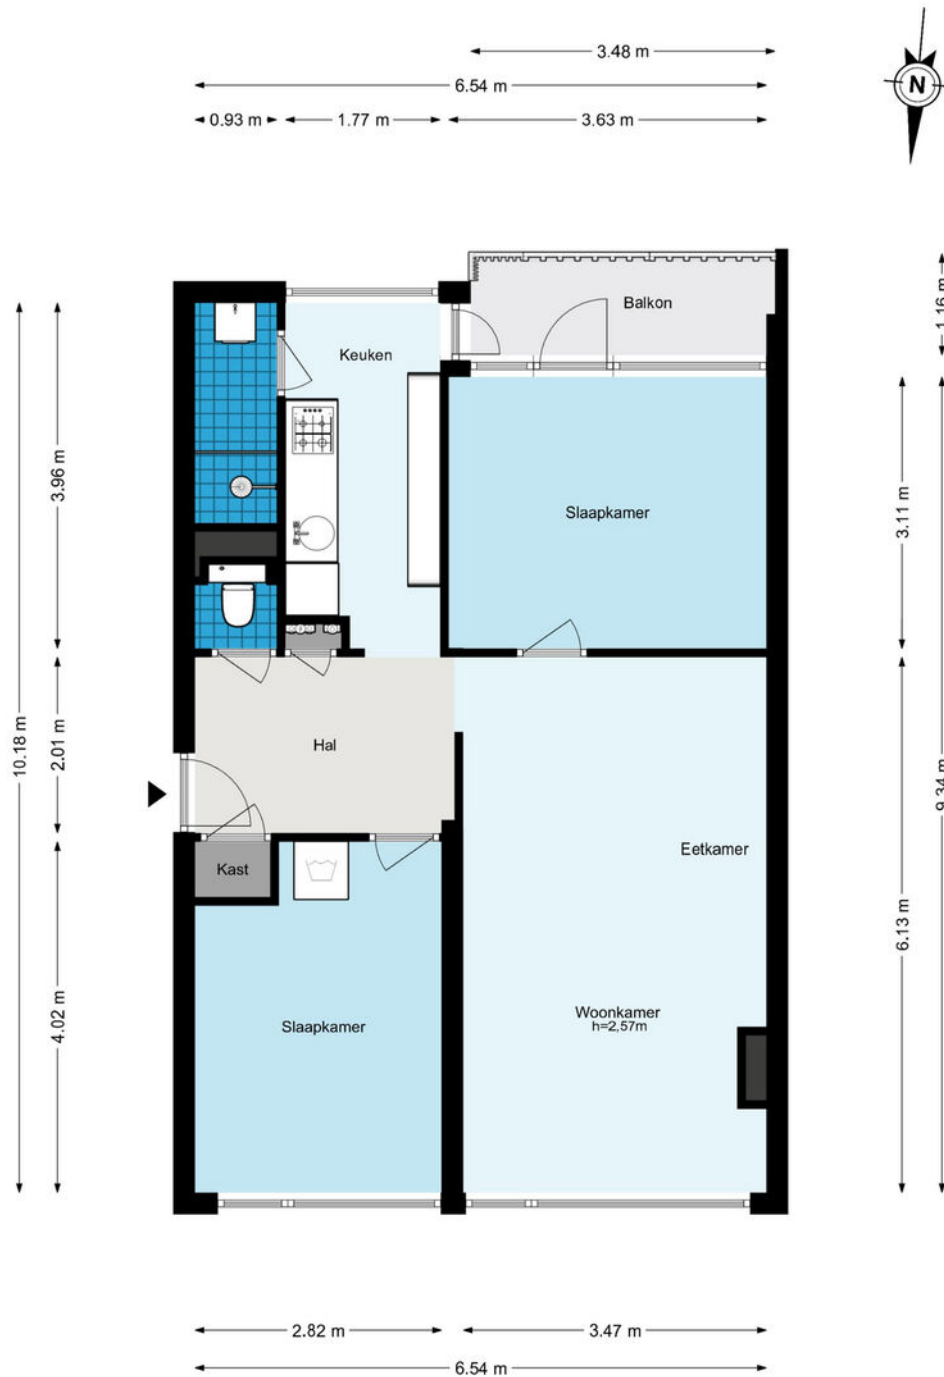 3.48 m
6.54 m
0.93 m
1.77 m
3.63 m
N
Balkon
1.16 m
Keuken
3.96 m
Slaapkamer
3.11 m
10.18 m
2.01 m
Hal
9.34 m
Eetkamer
Kast
6.13 m
4.02 m
Slaapkamer
Woonkamer
h=2,57m
2.82 m
3.47 m
6.54 m